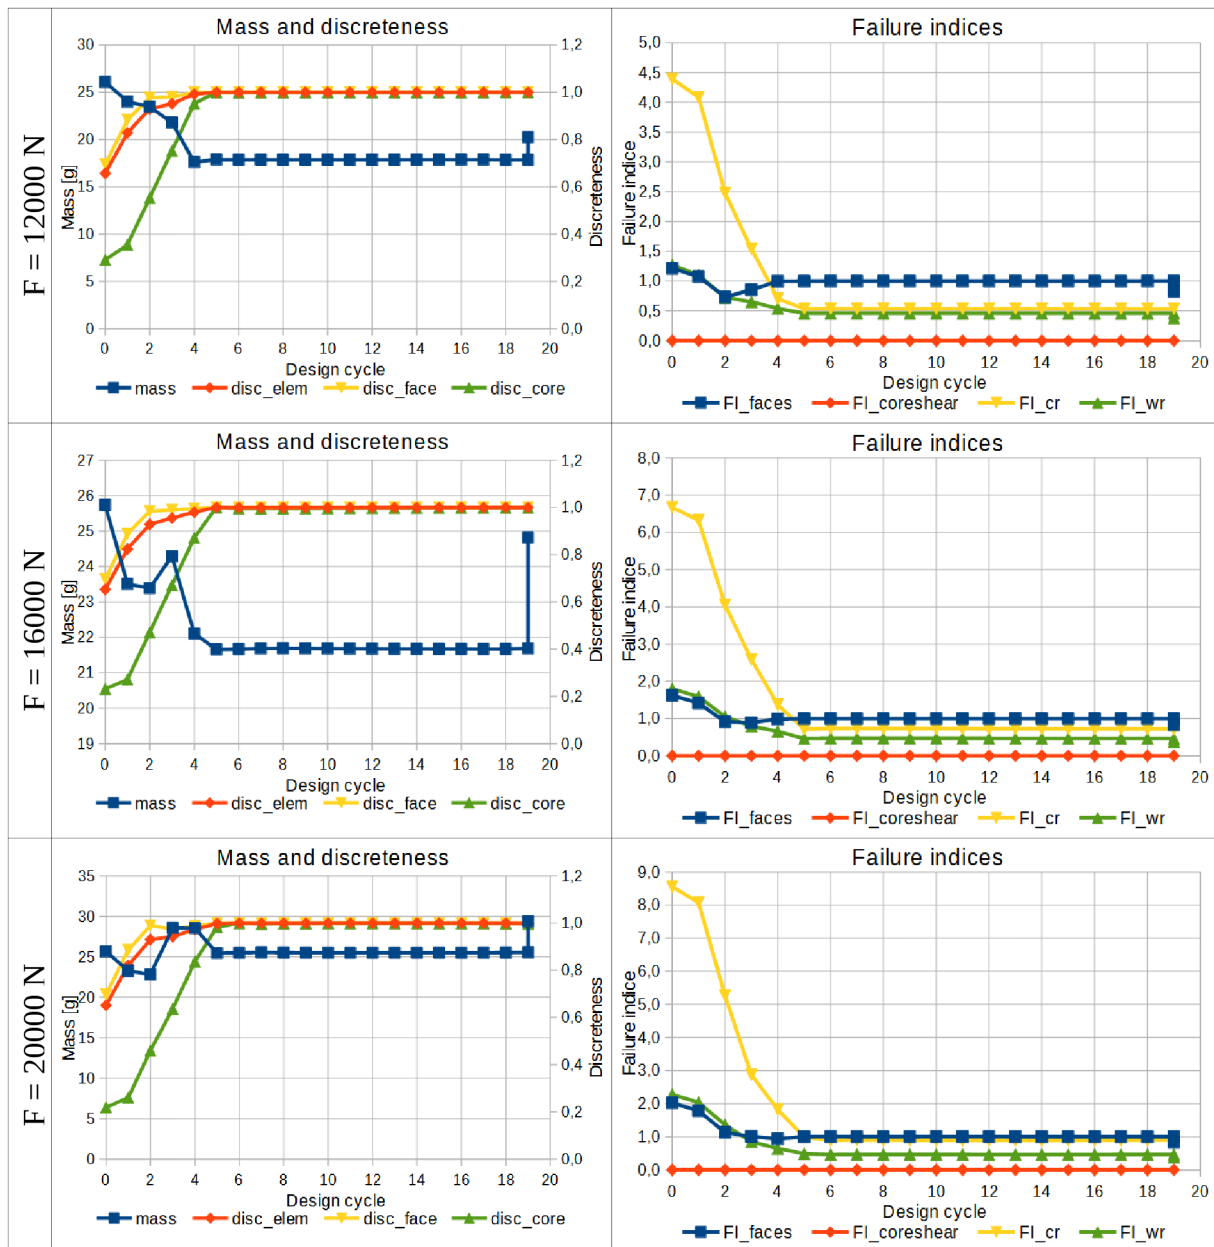 F = 12000 N
Mass and discreteness
30
25
20
15
10
5
0
Mass [g]
1,2
1,0
0,8
0,6
0,4
0,2
0,0
Discreteness
0 2 4 6 8 10 12 14 16 18 20
Design cycle
mass disc_elem disc_face disc_core
Failure indices
5,0
4,5
4,0
3,5
3,0
2,5
2,0
1,5
1,0
0,5
0,0
Failure indice
0 2 4 6 8 10 12 14 16 18 20
Design cycle
FI_faces FI_coreshear FI_cr FI_wr
F = 16000 N
Mass and discreteness
27
26
25
24
23
22
21
20
19
Mass [g]
1,2
1,0
0,8
0,6
0,4
0,2
0,0
Discreteness
0 2 4 6 8 10 12 14 16 18 20
Design cycle
mass disc_elem disc_face disc_core
Failure indices
8,0
7,0
6,0
5,0
4,0
3,0
2,0
1,0
0,0
Failure indice
0 2 4 6 8 10 12 14 16 18 20
Design cycle
FI_faces FI_coreshear FI_cr FI_wr
F = 20000 N
Mass and discreteness
35
30
25
20
15
10
5
0
Mass [g]
1,2
1,0
0,8
0,6
0,4
0,2
0,0
Discreteness
0 2 4 6 8 10 12 14 16 18 20
Design cycle
mass disc_elem disc_face disc_core
Failure indices
9,0
8,0
7,0
6,0
5,0
4,0
3,0
2,0
1,0
0,0
Failure indice
0 2 4 6 8 10 12 14 16 18 20
Design cycle
FI_faces FI_coreshear FI_cr FI_wr